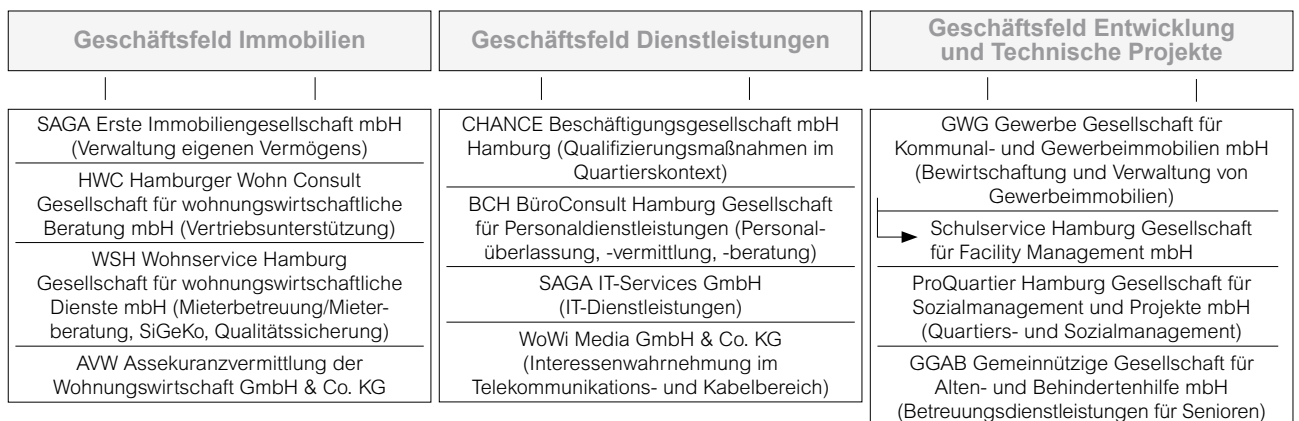 Geschäftsfeld Immobilien
SAGA Erste Immobiliengesellschaft mbH
(Verwaltung eigenen Vermögens)
HWC Hamburger Wohn Consult
Gesellschaft für wohnungswirtschaftliche
Beratung mbH (Vertriebsunterstützung)
WSH Wohnservice Hamburg
Gesellschaft für wohnungswirtschaftliche
Dienste mbH (Mieterbetreuung/Mieter-
beratung, SiGeKo, Qualitätssicherung)
AVW Assekuranzvermittlung der
Wohnungswirtschaft GmbH & Co. KG
Geschäftsfeld Dienstleistungen
CHANCE Beschäftigungsgesellschaft mbH
Hamburg (Qualifizierungsmaßnahmen im
Quartierskontext)
BCH BüroConsult Hamburg Gesellschaft
für Personaldienstleistungen (Personal-
überlassung, -vermittlung, -beratung)
SAGA IT-Services GmbH
(IT-Dienstleistungen)
WoWi Media GmbH & Co. KG
(Interessenwahrnehmung im
Telekommunikations- und Kabelbereich)
Geschäftsfeld Entwicklung
und Technische Projekte
GWG Gewerbe Gesellschaft für
Kommunal- und Gewerbeimmobilien mbH
(Bewirtschaftung und Verwaltung von
Gewerbeimmobilien)
Schulservice Hamburg Gesellschaft
für Facility Management mbH
ProQuartier Hamburg Gesellschaft für
Sozialmanagement und Projekte mbH
(Quartiers- und Sozialmanagement)
GGAB Gemeinnützige Gesellschaft für
Alten- und Behindertenhilfe mbH
(Betreuungsdienstleistungen für Senioren)